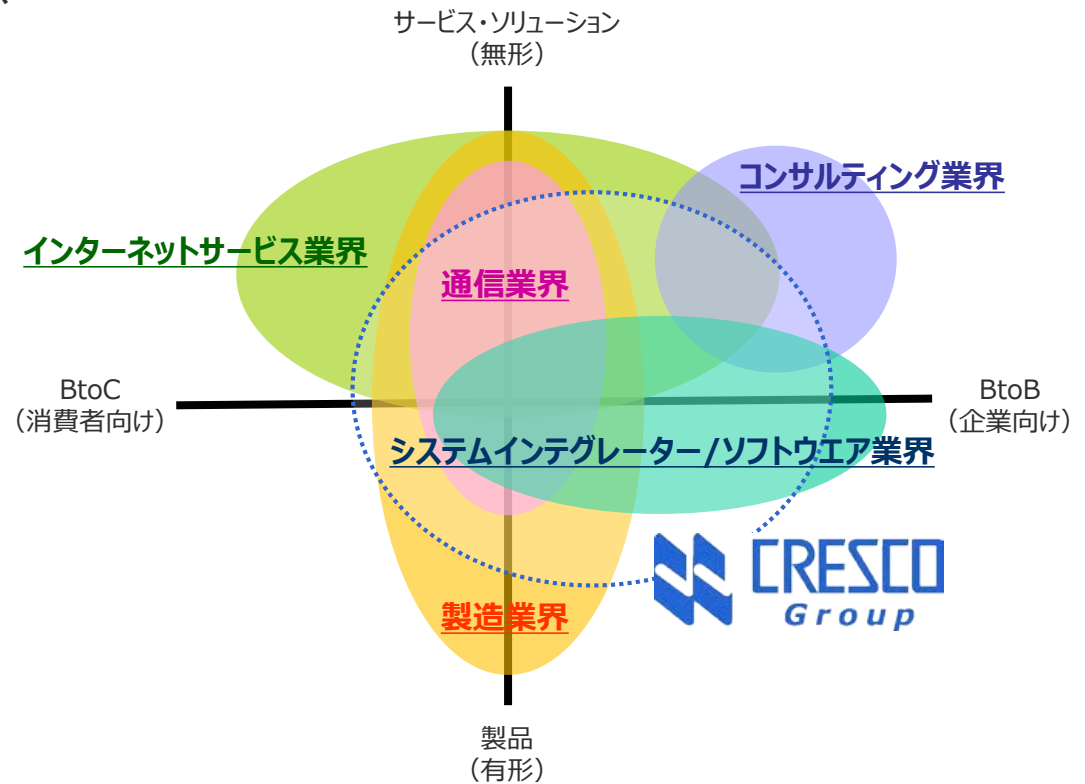 サービス・ソリューション
（無形）
コンサルティング業界
インターネットサービス業界
通信業界
BtoC
（消費者向け）
BtoB
（企業向け）
システムインテグレーター/ソフトウエア業界
CRESCO
Group
製造業界
製品
（有形）